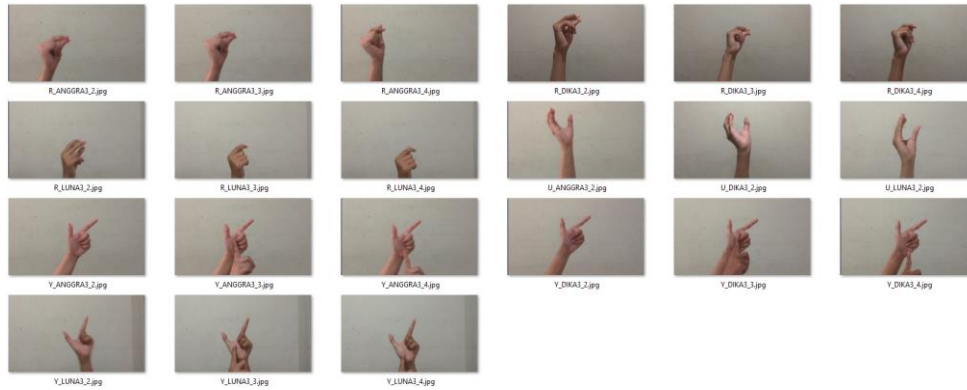 R_ANGGRA3_2.jpg R_ANGGRA3_3.jpg R_ANGGRA3_4.jpg R_DIKA3_2.jpg R_DIKA3_3.jpg R_DIKA3_4.jpg
R_LUNA3_2.jpg R_LUNA3_3.jpg R_LUNA3_4.jpg U_ANGGRA3_2.jpg U_DIKA3_2.jpg U_LUNA3_2.jpg
Y_ANGGRA3_2.jpg Y_ANGGRA3_3.jpg Y_ANGGRA3_4.jpg Y_DIKA3_2.jpg Y_DIKA3_3.jpg Y_DIKA3_4.jpg
Y_LUNA3_2.jpg Y_LUNA3_3.jpg Y_LUNA3_4.jpg